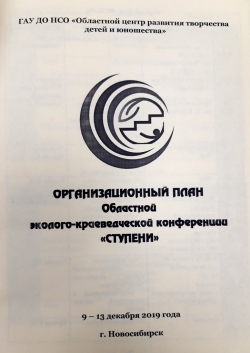 ГАУ ДО НСО «Областной центр развития творчества
детей и юношества»
ОРГАНИЗАЦИОННЫЙ ПЛАН
Областной
эколого-краеведческой конференции
«СТУПЕНИ»
9 – 13 декабря 2019 года
г. Новосибирск